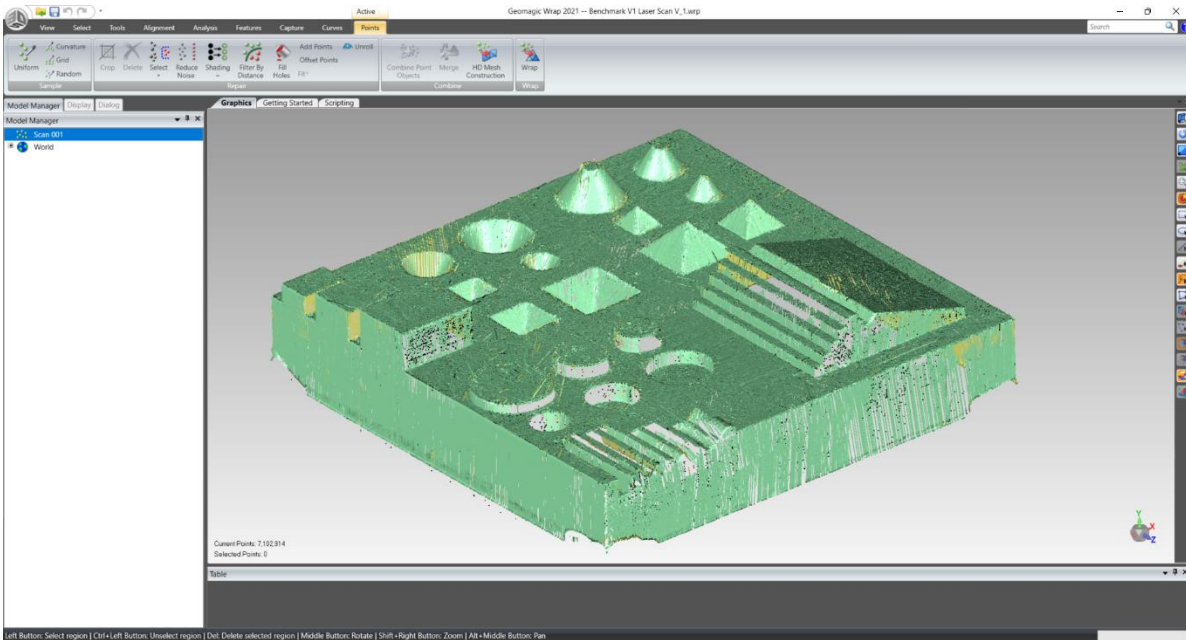 Active
Geomagic Wrap 2021 -- Benchmark V1 Laser Scan V_1.wrp
View Select Tools Alignment Analysis Features Capture Curves Points
Search
Uniform
Curvature
Grid
Random
Sample
Crop
Delete
Select
Reduce Noise
Shading
Filter By Distance
Fill Holes
Add Points
Offset Points
Fit
Unroll
Repair
Combine Point Objects
Merge
HD Mesh Construction
Combine
Wrap
Wrap
Model Manager Display Dialog
Graphics Getting Started Scripting
Model Manager
Scan 001
World
Current Points: 7,102,914
Selected Points: 0
Y
X
Z
Table
Left Button: Select region | Ctrl+Left Button: Unselect region | Del: Delete selected region | Middle Button: Rotate | Shift+Right Button: Zoom | Alt+Middle Button: Pan